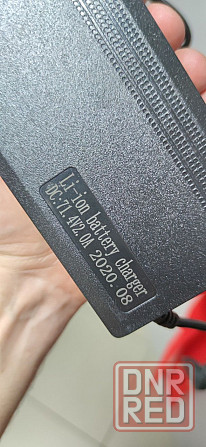 Li-ion battery charger
DC:71.4V2.0A 2020.08
DNR
RED